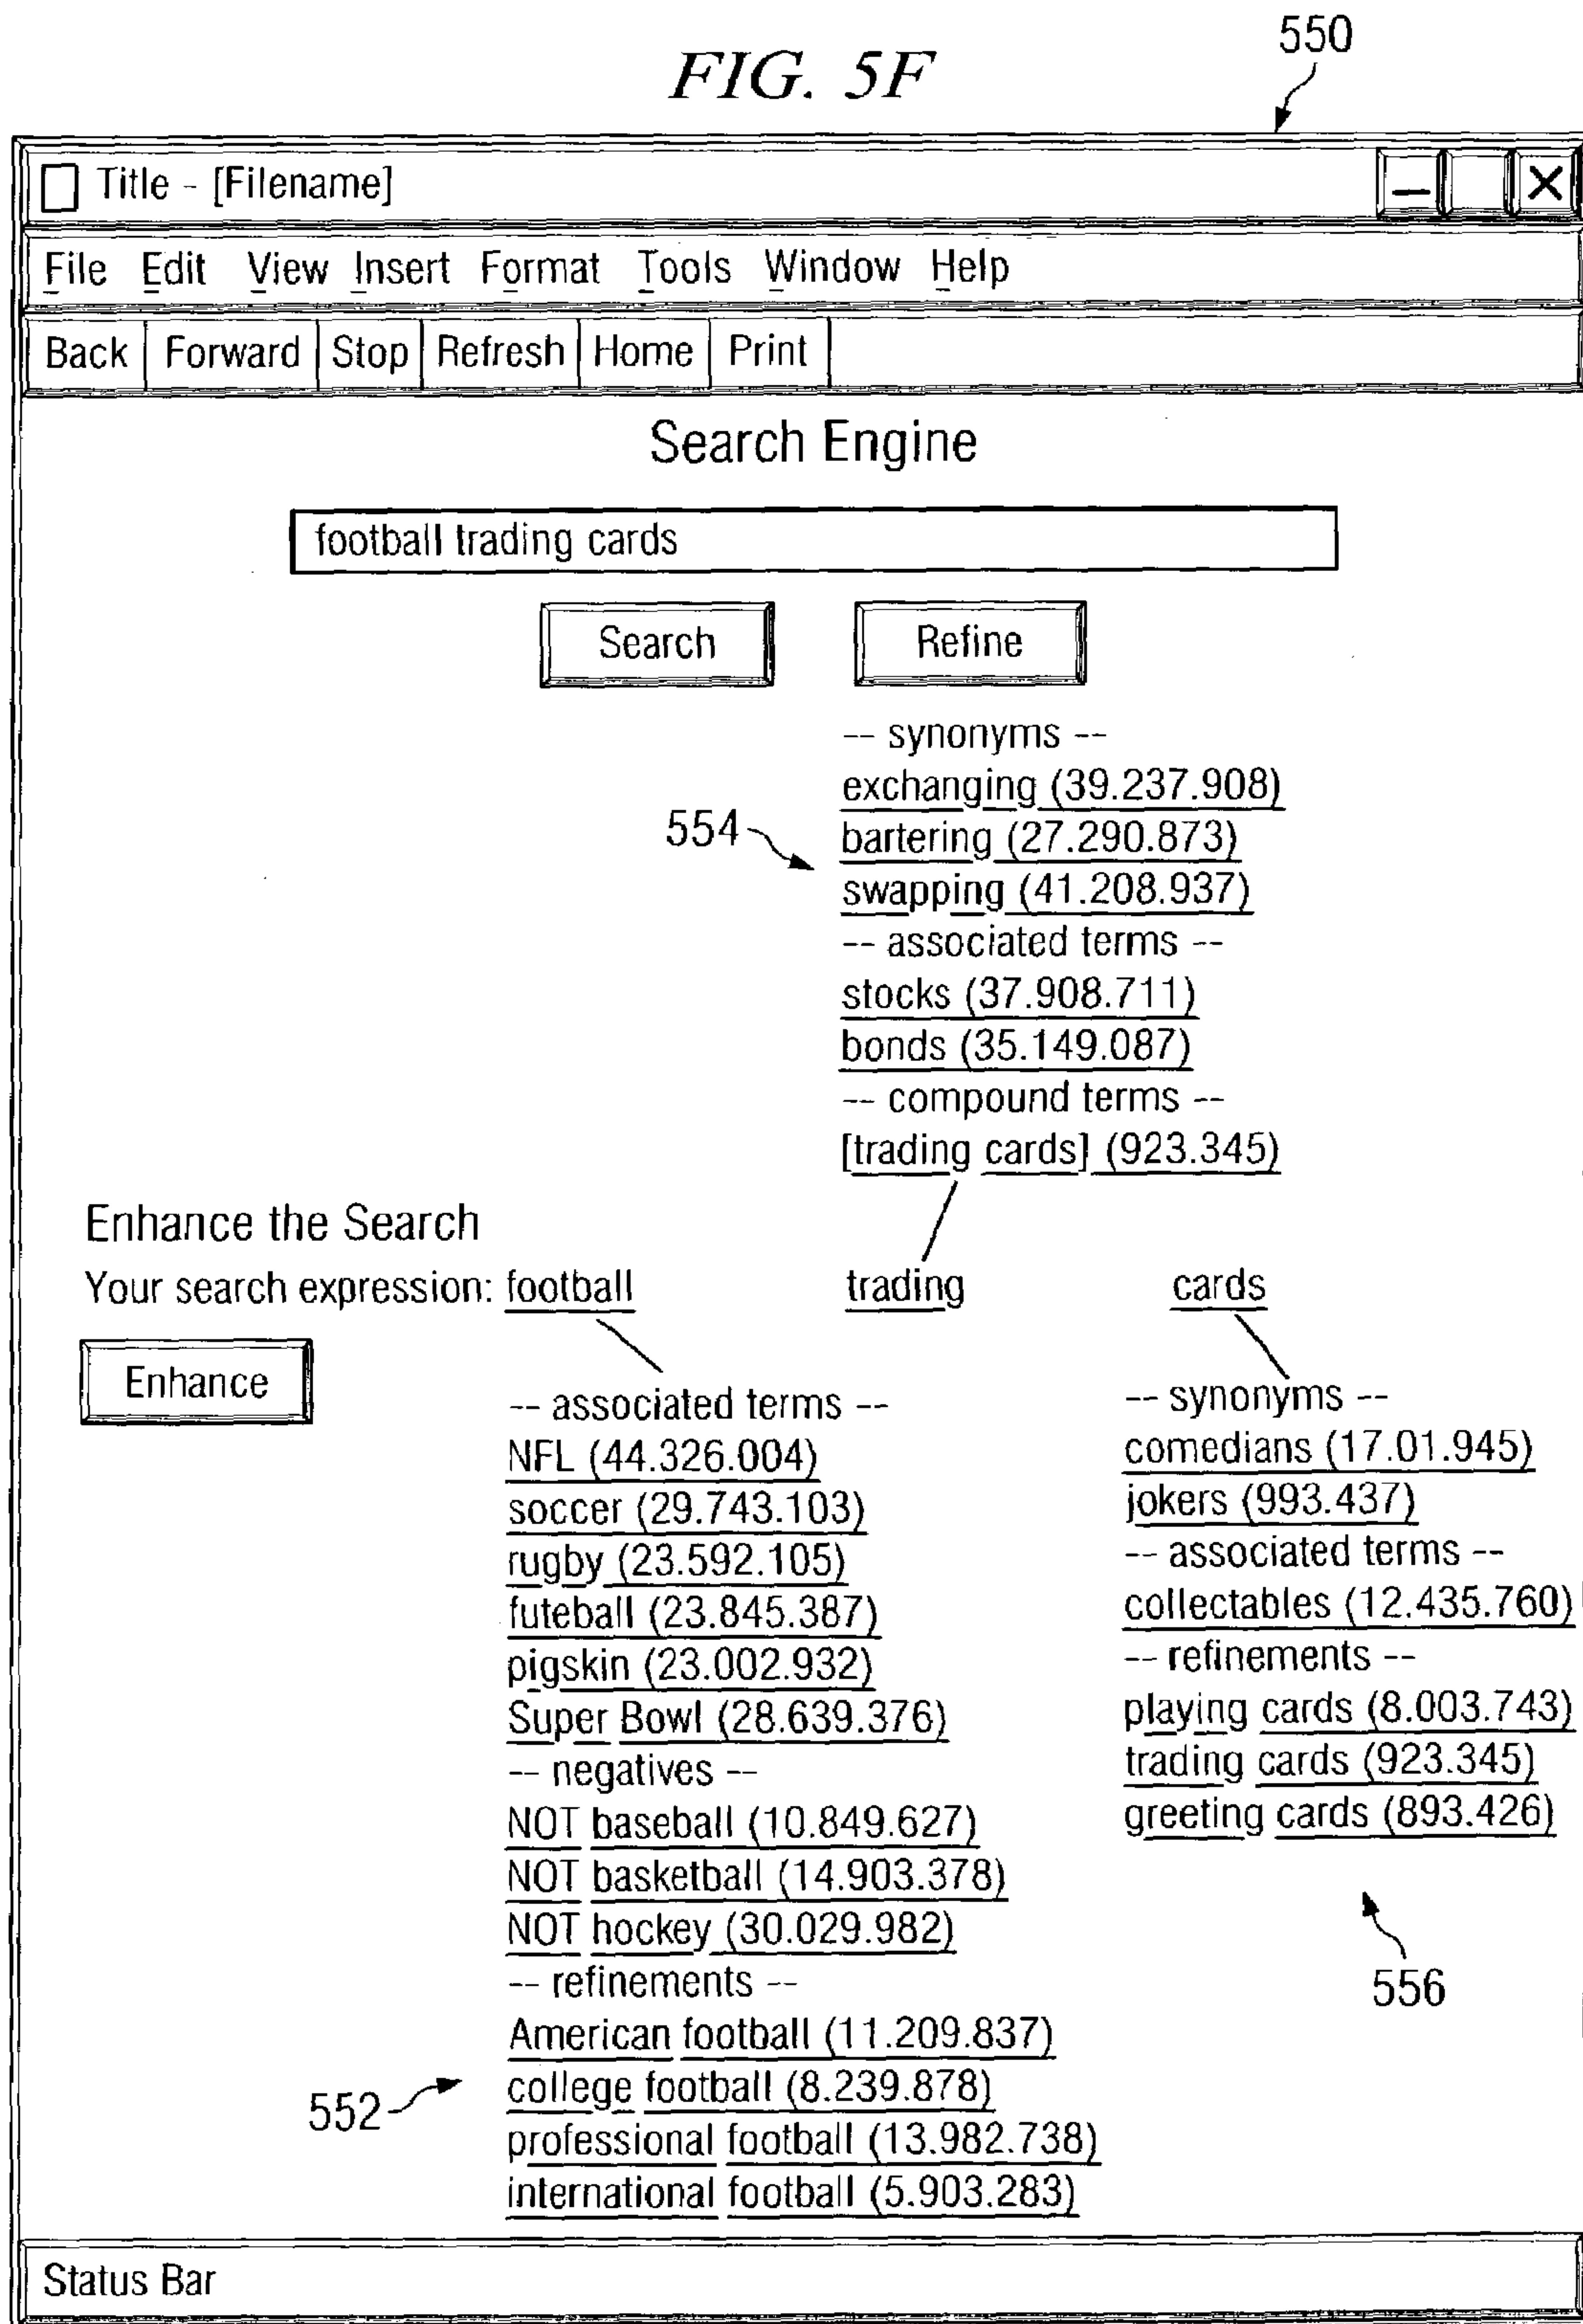 FIG. 5F
550
Title - [Filename]
File Edit View Insert Format Tools Window Help
Back Forward Stop Refresh Home Print
Search Engine
football trading cards
Search Refine
-- synonyms --
exchanging (39.237.908)
554
bartering (27.290.873)
swapping (41.208.937)
-- associated terms --
stocks (37.908.711)
bonds (35.149.087)
-- compound terms --
[trading cards] (923.345)
Enhance the Search
Your search expression: football trading cards
Enhance
-- associated terms --
NFL (44.326.004)
soccer (29.743.103)
rugby (23.592.105)
futeball (23.845.387)
pigskin (23.002.932)
Super Bowl (28.639.376)
-- negatives --
NOT baseball (10.849.627)
NOT basketball (14.903.378)
NOT hockey (30.029.982)
-- refinements --
American football (11.209.837)
college football (8.239.878)
professional football (13.982.738)
international football (5.903.283)
552
-- synonyms --
comedians (17.01.945)
jokers (993.437)
-- associated terms --
collectables (12.435.760)
-- refinements --
playing cards (8.003.743)
trading cards (923.345)
greeting cards (893.426)
556
Status Bar